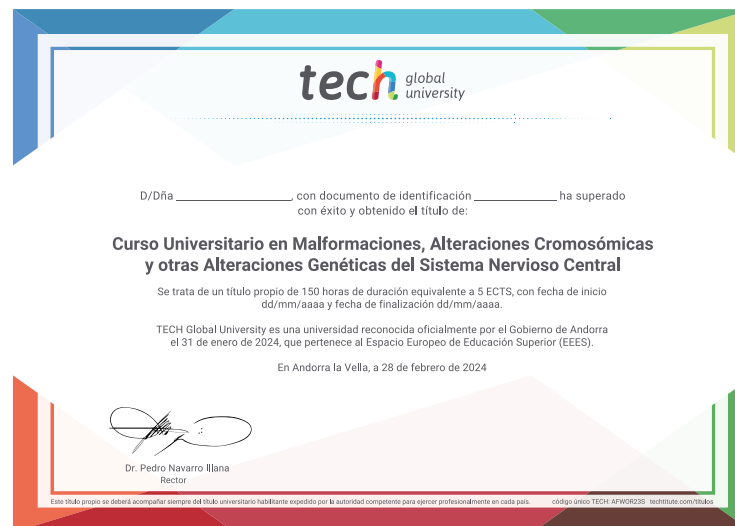 tech global university
D/Dña ____________________, con documento de identificación ______________ ha superado
con éxito y obtenido el título de:
Curso Universitario en Malformaciones, Alteraciones Cromosómicas
y otras Alteraciones Genéticas del Sistema Nervioso Central
Se trata de un título propio de 150 horas de duración equivalente a 5 ECTS, con fecha de inicio
dd/mm/aaaa y fecha de finalización dd/mm/aaaa.
TECH Global University es una universidad reconocida oficialmente por el Gobierno de Andorra
el 31 de enero de 2024, que pertenece al Espacio Europeo de Educación Superior (EEES).
En Andorra la Vella, a 28 de febrero de 2024
Dr. Pedro Navarro Illana
Rector
Este título propio se deberá acompañar siempre del título universitario habilitante expedido por la autoridad competente para ejercer profesionalmente en cada país. código único TECH: AFWOR23S techtitute.com/titulos